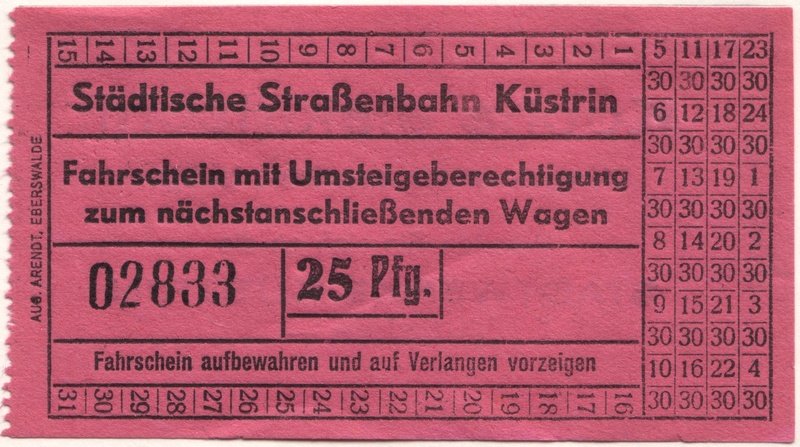 15 14 13 12 11 10 9 8 7 6 5 4 3 2 1
5 11 17 23
30 30 30 30
6 12 18 24
30 30 30 30
7 13 19 1
30 30 30 30
8 14 20 2
30 30 30 30
9 15 21 3
30 30 30 30
10 16 22 4
30 30 30 30
Städtische Straßenbahn Küstrin
Fahrschein mit Umsteigeberechtigung
zum nächstanschließenden Wagen
02833
25 Pfg.
Fahrschein aufbewahren und auf Verlangen vorzeigen
31 30 29 28 27 26 25 24 23 22 21 20 19 18 17 16
AUG. ARENDT, EBERSWALDE